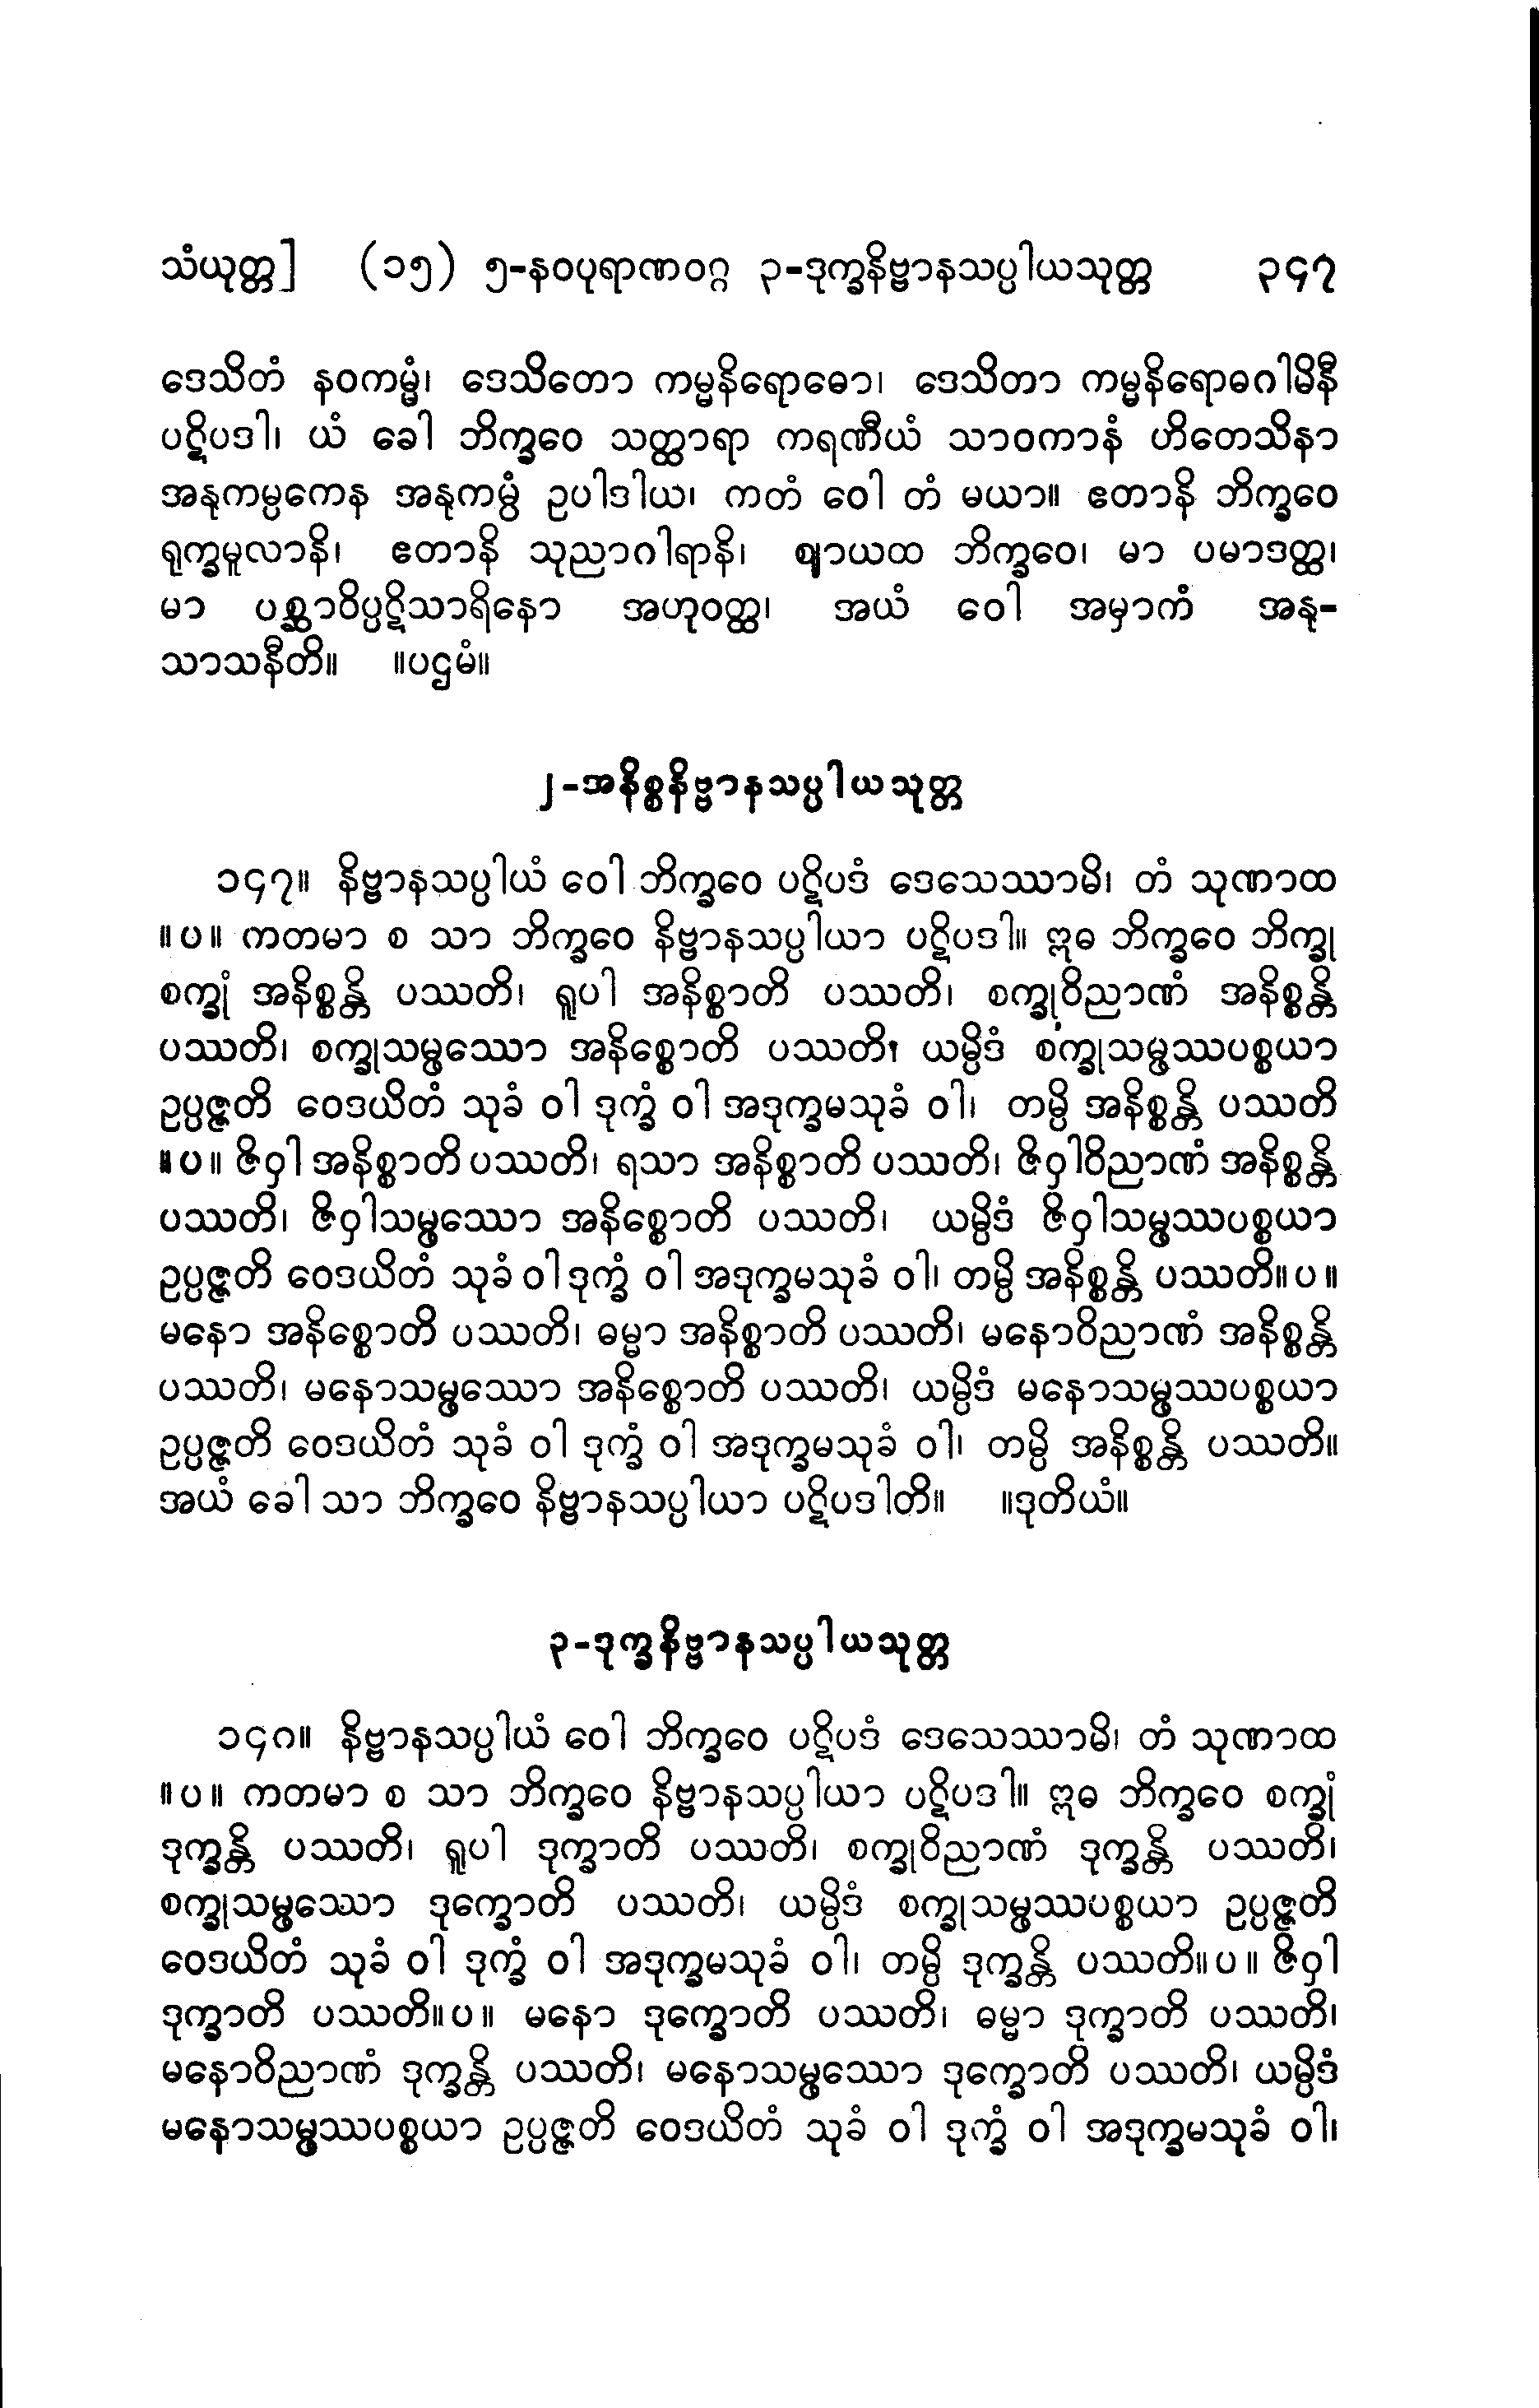 သံယုတ္တ] (၁၅) ၅-နဝပုရာဏဝဂ္ဂ ၃-ဒုက္ခနိဗ္ဗာနသပ္ပါယသုတ္တ ၃၄၇
ဒေသိတံ နဝကမ္မံ၊ ဒေသိတော ကမ္မနိရောဓော၊ ဒေသိတာ ကမ္မနိရောဓဂါမိနီ
ပဋိပဒါ၊ ယံ ခေါ ဘိက္ခဝေ သတ္ထာရာ ကရဏီယံ သာဝကာနံ ဟိတေသိနာ
အနုကမ္ပကေန အနုကမ္ပံ ဥပါဒါယ၊ ကတံ ဝေါ တံ မယာ။ ဧတာနိ ဘိက္ခဝေ
ရုက္ခမူလာနိ၊ ဧတာနိ သုညာဂါရာနိ၊ ဈာယထ ဘိက္ခဝေ၊ မာ ပမာဒတ္ထ၊
မာ ပစ္ဆာဝိပ္ပဋိသာရိနော အဟုဝတ္ထ၊ အယံ ဝေါ အမှာကံ အနု-
သာသနီတိ။ ။ပဌမံ။
၂-အနိစ္စနိဗ္ဗာနသပ္ပါယသုတ္တ
၁၄၇။ နိဗ္ဗာနသပ္ပါယံ ဝေါ ဘိက္ခဝေ ပဋိပဒံ ဒေသေဿာမိ၊ တံ သုဏာထ
။ပ။ ကတမာ စ သာ ဘိက္ခဝေ နိဗ္ဗာနသပ္ပါယာ ပဋိပဒါ။ ဣဓ ဘိက္ခဝေ ဘိက္ခု
စက္ခုံ အနိစ္စန္တိ ပဿတိ၊ ရူပါ အနိစ္စာတိ ပဿတိ၊ စက္ခုဝိညာဏံ အနိစ္စန္တိ
ပဿတိ၊ စက္ခုသမ္ဖဿော အနိစ္စောတိ ပဿတိ၊ ယမ္ပိဒံ စက္ခုသမ္ဖဿပစ္စယာ
ဥပ္ပဇ္ဇတိ ဝေဒယိတံ သုခံ ဝါ ဒုက္ခံ ဝါ အဒုက္ခမသုခံ ဝါ၊ တမ္ပိ အနိစ္စန္တိ ပဿတိ
။ပ။ ဇိဝှါ အနိစ္စာတိ ပဿတိ၊ ရသာ အနိစ္စာတိ ပဿတိ၊ ဇိဝှါဝိညာဏံ အနိစ္စန္တိ
ပဿတိ၊ ဇိဝှါသမ္ဖဿော အနိစ္စောတိ ပဿတိ၊ ယမ္ပိဒံ ဇိဝှါသမ္ဖဿပစ္စယာ
ဥပ္ပဇ္ဇတိ ဝေဒယိတံ သုခံ ဝါ ဒုက္ခံ ဝါ အဒုက္ခမသုခံ ဝါ၊ တမ္ပိ အနိစ္စန္တိ ပဿတိ။ပ။
မနော အနိစ္စောတိ ပဿတိ၊ ဓမ္မာ အနိစ္စာတိ ပဿတိ၊ မနောဝိညာဏံ အနိစ္စန္တိ
ပဿတိ၊ မနောသမ္ဖဿော အနိစ္စောတိ ပဿတိ၊ ယမ္ပိဒံ မနောသမ္ဖဿပစ္စယာ
ဥပ္ပဇ္ဇတိ ဝေဒယိတံ သုခံ ဝါ ဒုက္ခံ ဝါ အဒုက္ခမသုခံ ဝါ၊ တမ္ပိ အနိစ္စန္တိ ပဿတိ။
အယံ ခေါ သာ ဘိက္ခဝေ နိဗ္ဗာနသပ္ပါယာ ပဋိပဒါတိ။ ။ဒုတိယံ။
၃-ဒုက္ခနိဗ္ဗာနသပ္ပါယသုတ္တ
၁၄၈။ နိဗ္ဗာနသပ္ပါယံ ဝေါ ဘိက္ခဝေ ပဋိပဒံ ဒေသေဿာမိ၊ တံ သုဏာထ
။ပ။ ကတမာ စ သာ ဘိက္ခဝေ နိဗ္ဗာနသပ္ပါယာ ပဋိပဒါ။ ဣဓ ဘိက္ခဝေ စက္ခုံ
ဒုက္ခန္တိ ပဿတိ၊ ရူပါ ဒုက္ခာတိ ပဿတိ၊ စက္ခုဝိညာဏံ ဒုက္ခန္တိ ပဿတိ၊
စက္ခုသမ္ဖဿော ဒုက္ခောတိ ပဿတိ၊ ယမ္ပိဒံ စက္ခုသမ္ဖဿပစ္စယာ ဥပ္ပဇ္ဇတိ
ဝေဒယိတံ သုခံ ဝါ ဒုက္ခံ ဝါ အဒုက္ခမသုခံ ဝါ၊ တမ္ပိ ဒုက္ခန္တိ ပဿတိ။ပ။ ဇိဝှါ
ဒုက္ခာတိ ပဿတိ။ပ။ မနော ဒုက္ခောတိ ပဿတိ၊ ဓမ္မာ ဒုက္ခာတိ ပဿတိ၊
မနောဝိညာဏံ ဒုက္ခန္တိ ပဿတိ၊ မနောသမ္ဖဿော ဒုက္ခောတိ ပဿတိ၊ ယမ္ပိဒံ
မနောသမ္ဖဿပစ္စယာ ဥပ္ပဇ္ဇတိ ဝေဒယိတံ သုခံ ဝါ ဒုက္ခံ ဝါ အဒုက္ခမသုခံ ဝါ၊